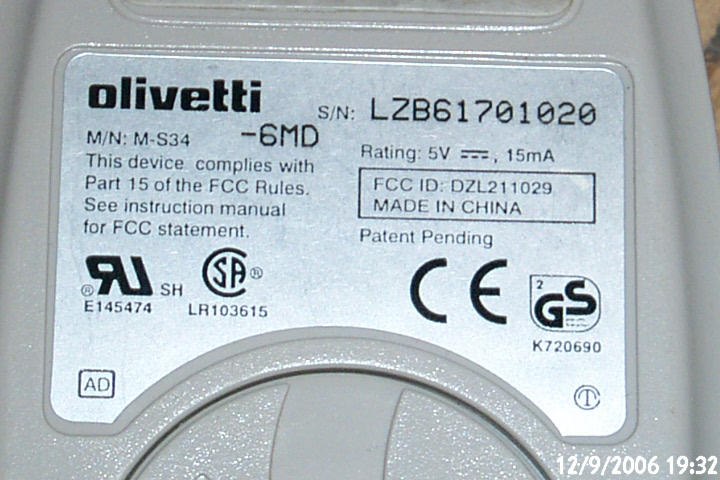 olivetti
S/N: LZB61701020
M/N: M-S34 -6MD
This device complies with
Part 15 of the FCC Rules.
See instruction manual
for FCC statement.
Rating: 5V ⎓, 15mA
FCC ID: DZL211029
MADE IN CHINA
Patent Pending
® RU SH
E145474
SA ®
LR103615
CE
2
GS
K720690
AD
T
12/9/2006 19:32